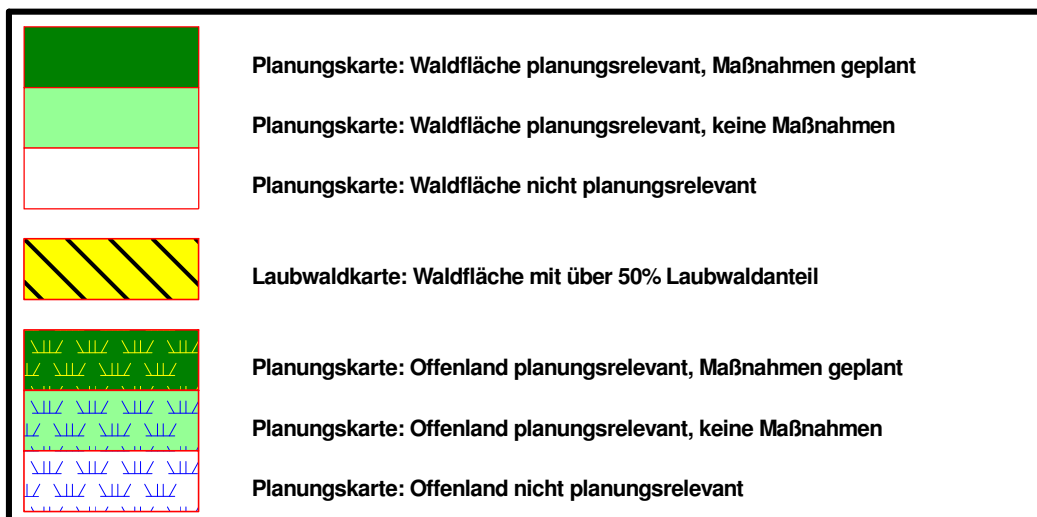 Planungskarte: Waldfläche planungsrelevant, Maßnahmen geplant
Planungskarte: Waldfläche planungsrelevant, keine Maßnahmen
Planungskarte: Waldfläche nicht planungsrelevant
Laubwaldkarte: Waldfläche mit über 50% Laubwaldanteil
Planungskarte: Offenland planungsrelevant, Maßnahmen geplant
Planungskarte: Offenland planungsrelevant, keine Maßnahmen
Planungskarte: Offenland nicht planungsrelevant